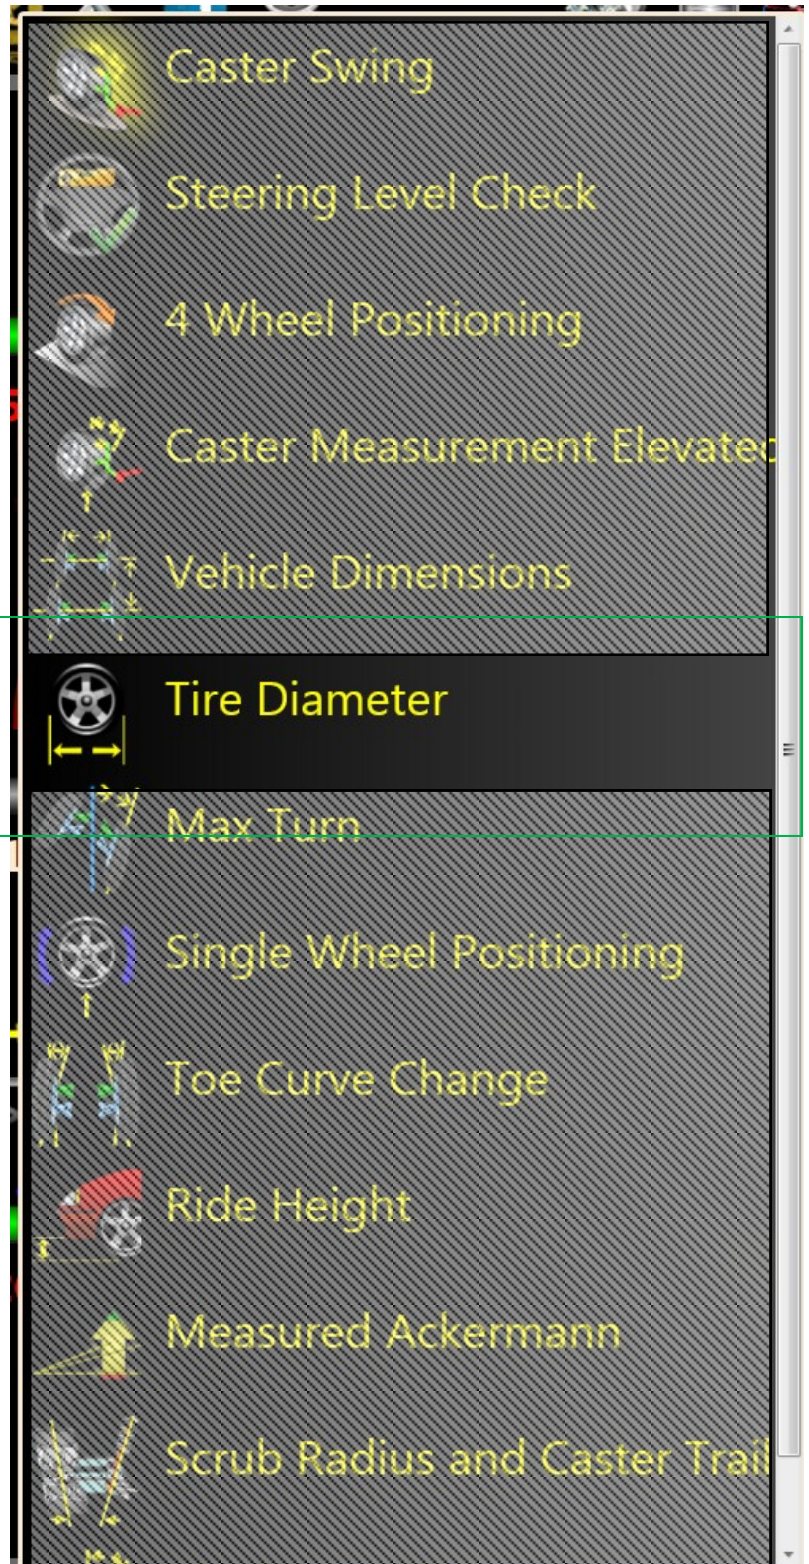 Caster Swing
Steering Level Check
4 Wheel Positioning
Caster Measurement Elevated
Vehicle Dimensions
Tire Diameter
Max Turn
Single Wheel Positioning
Toe Curve Change
Ride Height
Measured Ackermann
Scrub Radius and Caster Trail